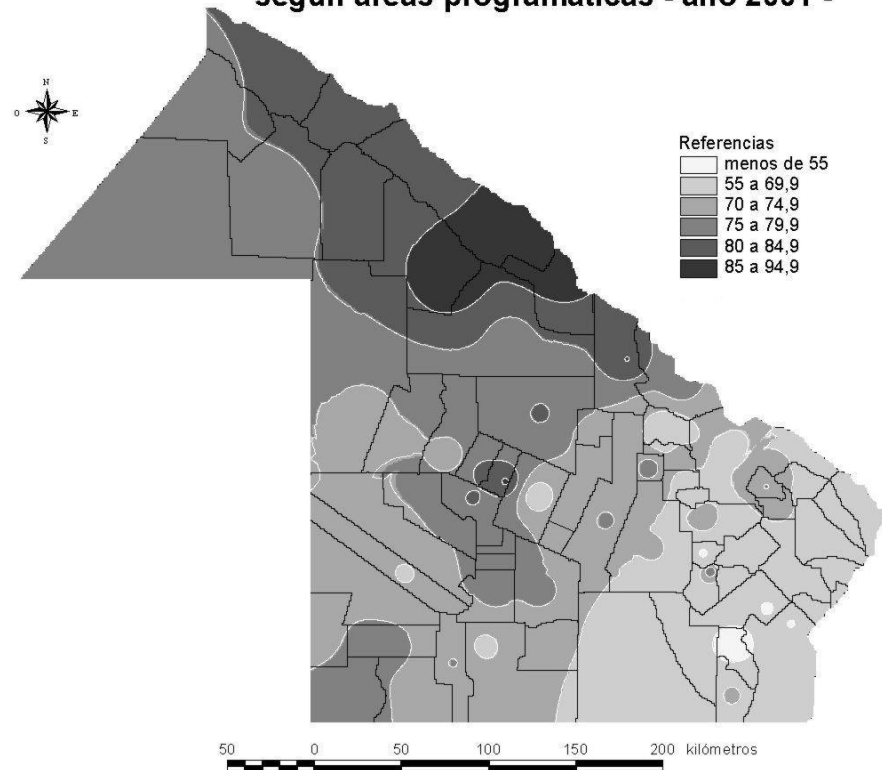 según áreas programáticas - año 2001 -
N
O E
S
Referencias
menos de 55
55 a 69,9
70 a 74,9
75 a 79,9
80 a 84,9
85 a 94,9
50 0 50 100 150 200 kilómetros